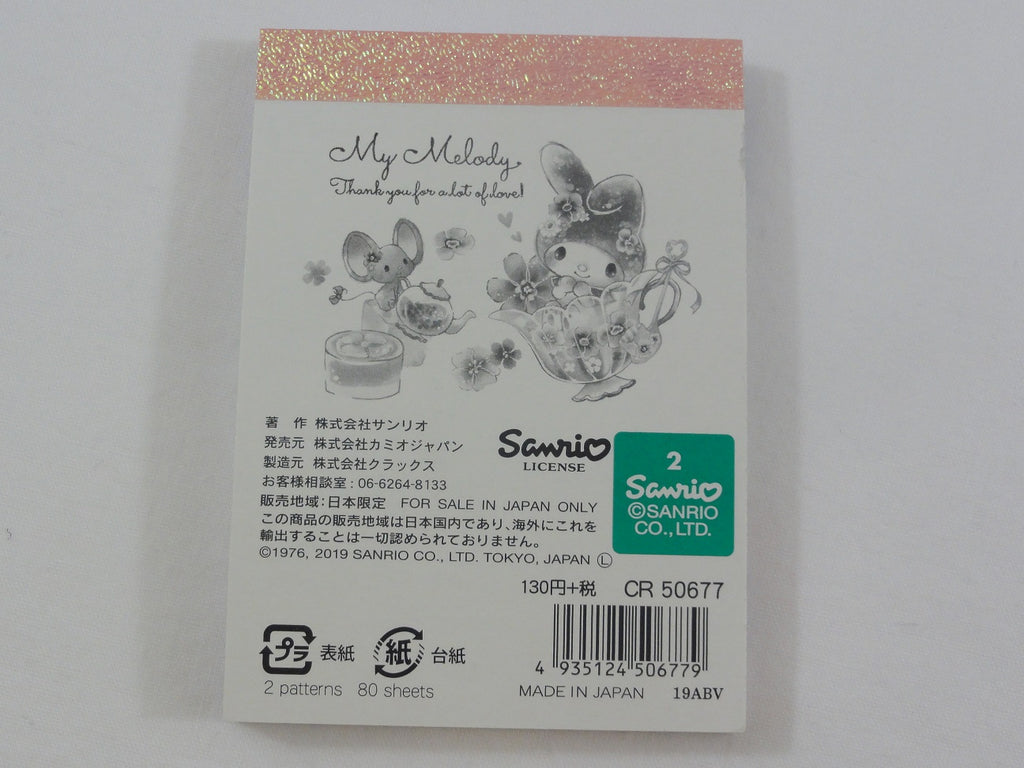 My Melody
Thank you for a lot of love!
著 作 株式会社サンリオ
発売元 株式会社カミオジャパン
製造元 株式会社クラックス
お客様相談室:06-6264-8133
販売地域:日本限定 FOR SALE IN JAPAN ONLY
この商品の販売地域は日本国内であり、海外にこれを
輸出することは一切認められておりません。
©1976, 2019 SANRIO CO., LTD. TOKYO, JAPAN Ⓛ
Sanrio
LICENSE
2
Sanrio
©SANRIO
CO.,LTD.
130円+税 CR 50677
4 935124 506779
プラ 表紙 紙 台紙
2 patterns 80 sheets
MADE IN JAPAN 19ABV